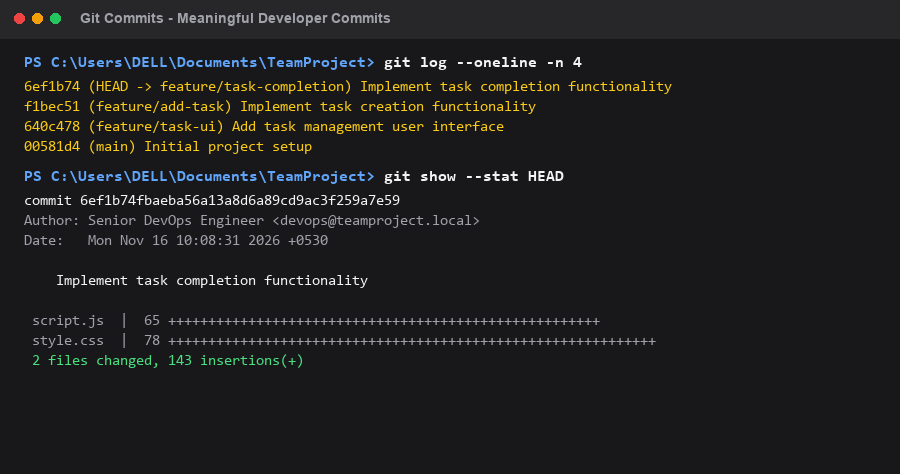 Git Commits - Meaningful Developer Commits
PS C:\Users\DELL\Documents\TeamProject> git log --oneline -n 4
6ef1b74 (HEAD -> feature/task-completion) Implement task completion functionality
f1bec51 (feature/add-task) Implement task creation functionality
640c478 (feature/task-ui) Add task management user interface
00581d4 (main) Initial project setup
PS C:\Users\DELL\Documents\TeamProject> git show --stat HEAD
commit 6ef1b74fbaeba56a13a8d6a89cd9ac3f259a7e59
Author: Senior DevOps Engineer <devops@teamproject.local>
Date:   Mon Nov 16 10:08:31 2026 +0530
    Implement task completion functionality
 script.js  |  65 ++++++++++++++++++++++++++++++++++++++++++++++++++++++
 style.css  |  78 +++++++++++++++++++++++++++++++++++++++++++++++++++++++++++++
 2 files changed, 143 insertions(+)